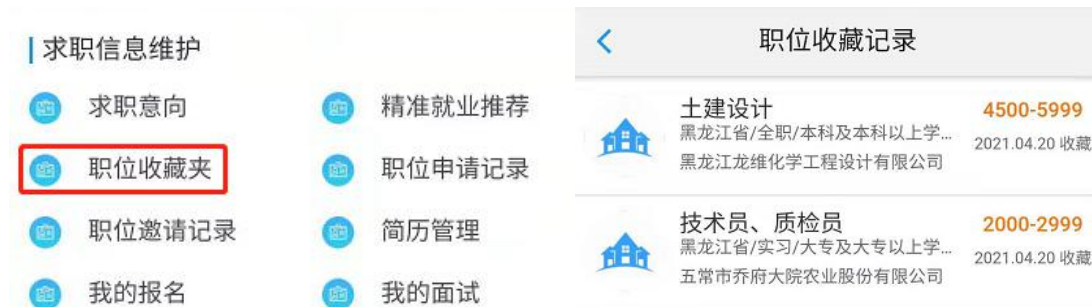 求职信息维护
求职意向
精准就业推荐
职位收藏夹
职位申请记录
职位邀请记录
简历管理
我的报名
我的面试
职位收藏记录
土建设计
4500-5999
黑龙江省/全职/本科及本科以上学...
2021.04.20 收藏
黑龙江龙维化学工程设计有限公司
技术员、质检员
2000-2999
黑龙江省/实习/大专及大专以上学...
2021.04.20 收藏
五常市乔府大院农业股份有限公司